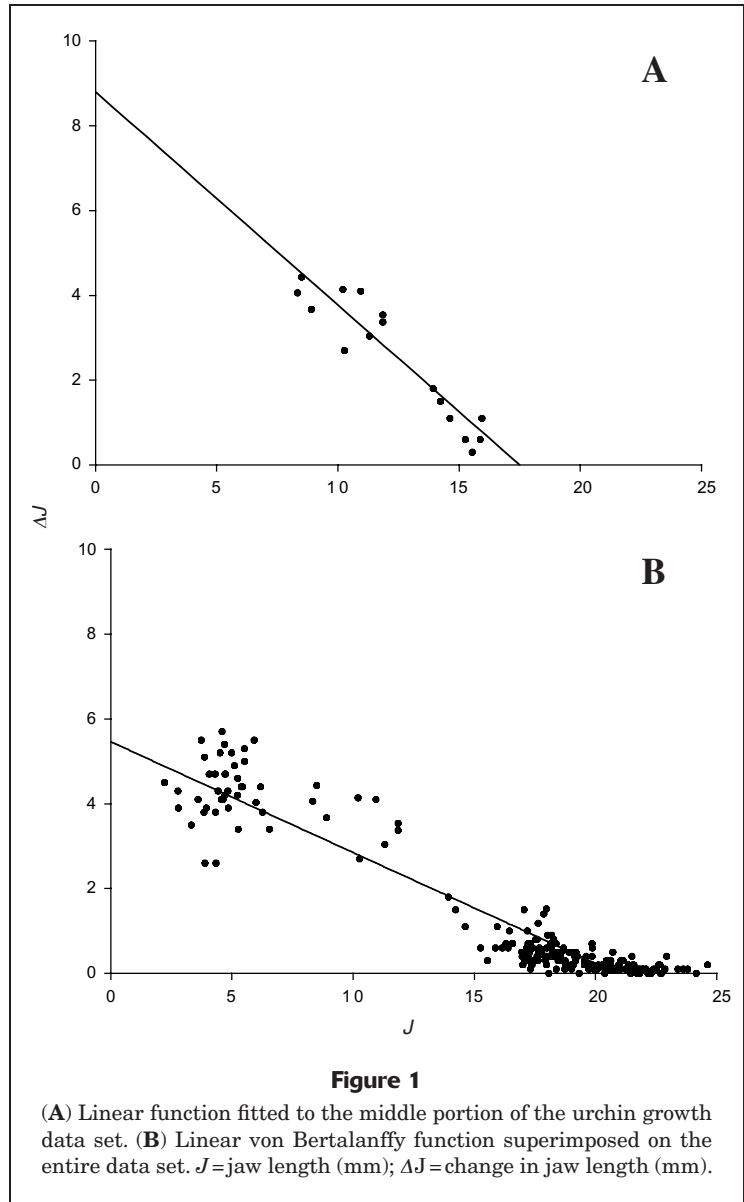 A
10
8
6
4
2
0
0 5 10 15 20 25
ΔJ
B
10
8
6
4
2
0
0 5 10 15 20 25
J
Figure 1
(A) Linear function fitted to the middle portion of the urchin growth
data set. (B) Linear von Bertalanffy function superimposed on the
entire data set. J=jaw length (mm); ΔJ=change in jaw length (mm).